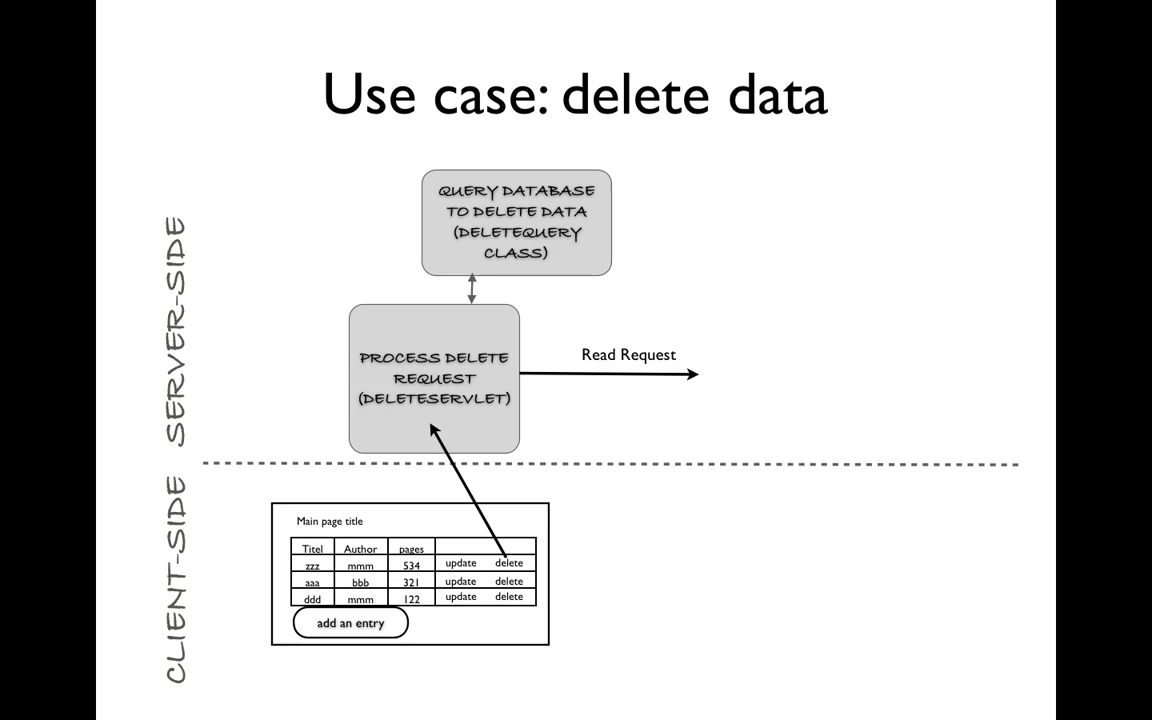 Use case: delete data
SERVER-SIDE
QUERY DATABASE
TO DELETE DATA
(DELETEQUERY
CLASS)
PROCESS DELETE
REQUEST
(DELETESERVLET)
Read Request
CLIENT-SIDE
Main page title
Titel Author pages
zzz mmm 534 update delete
aaa bbb 321 update delete
ddd mmm 122 update delete
add an entry